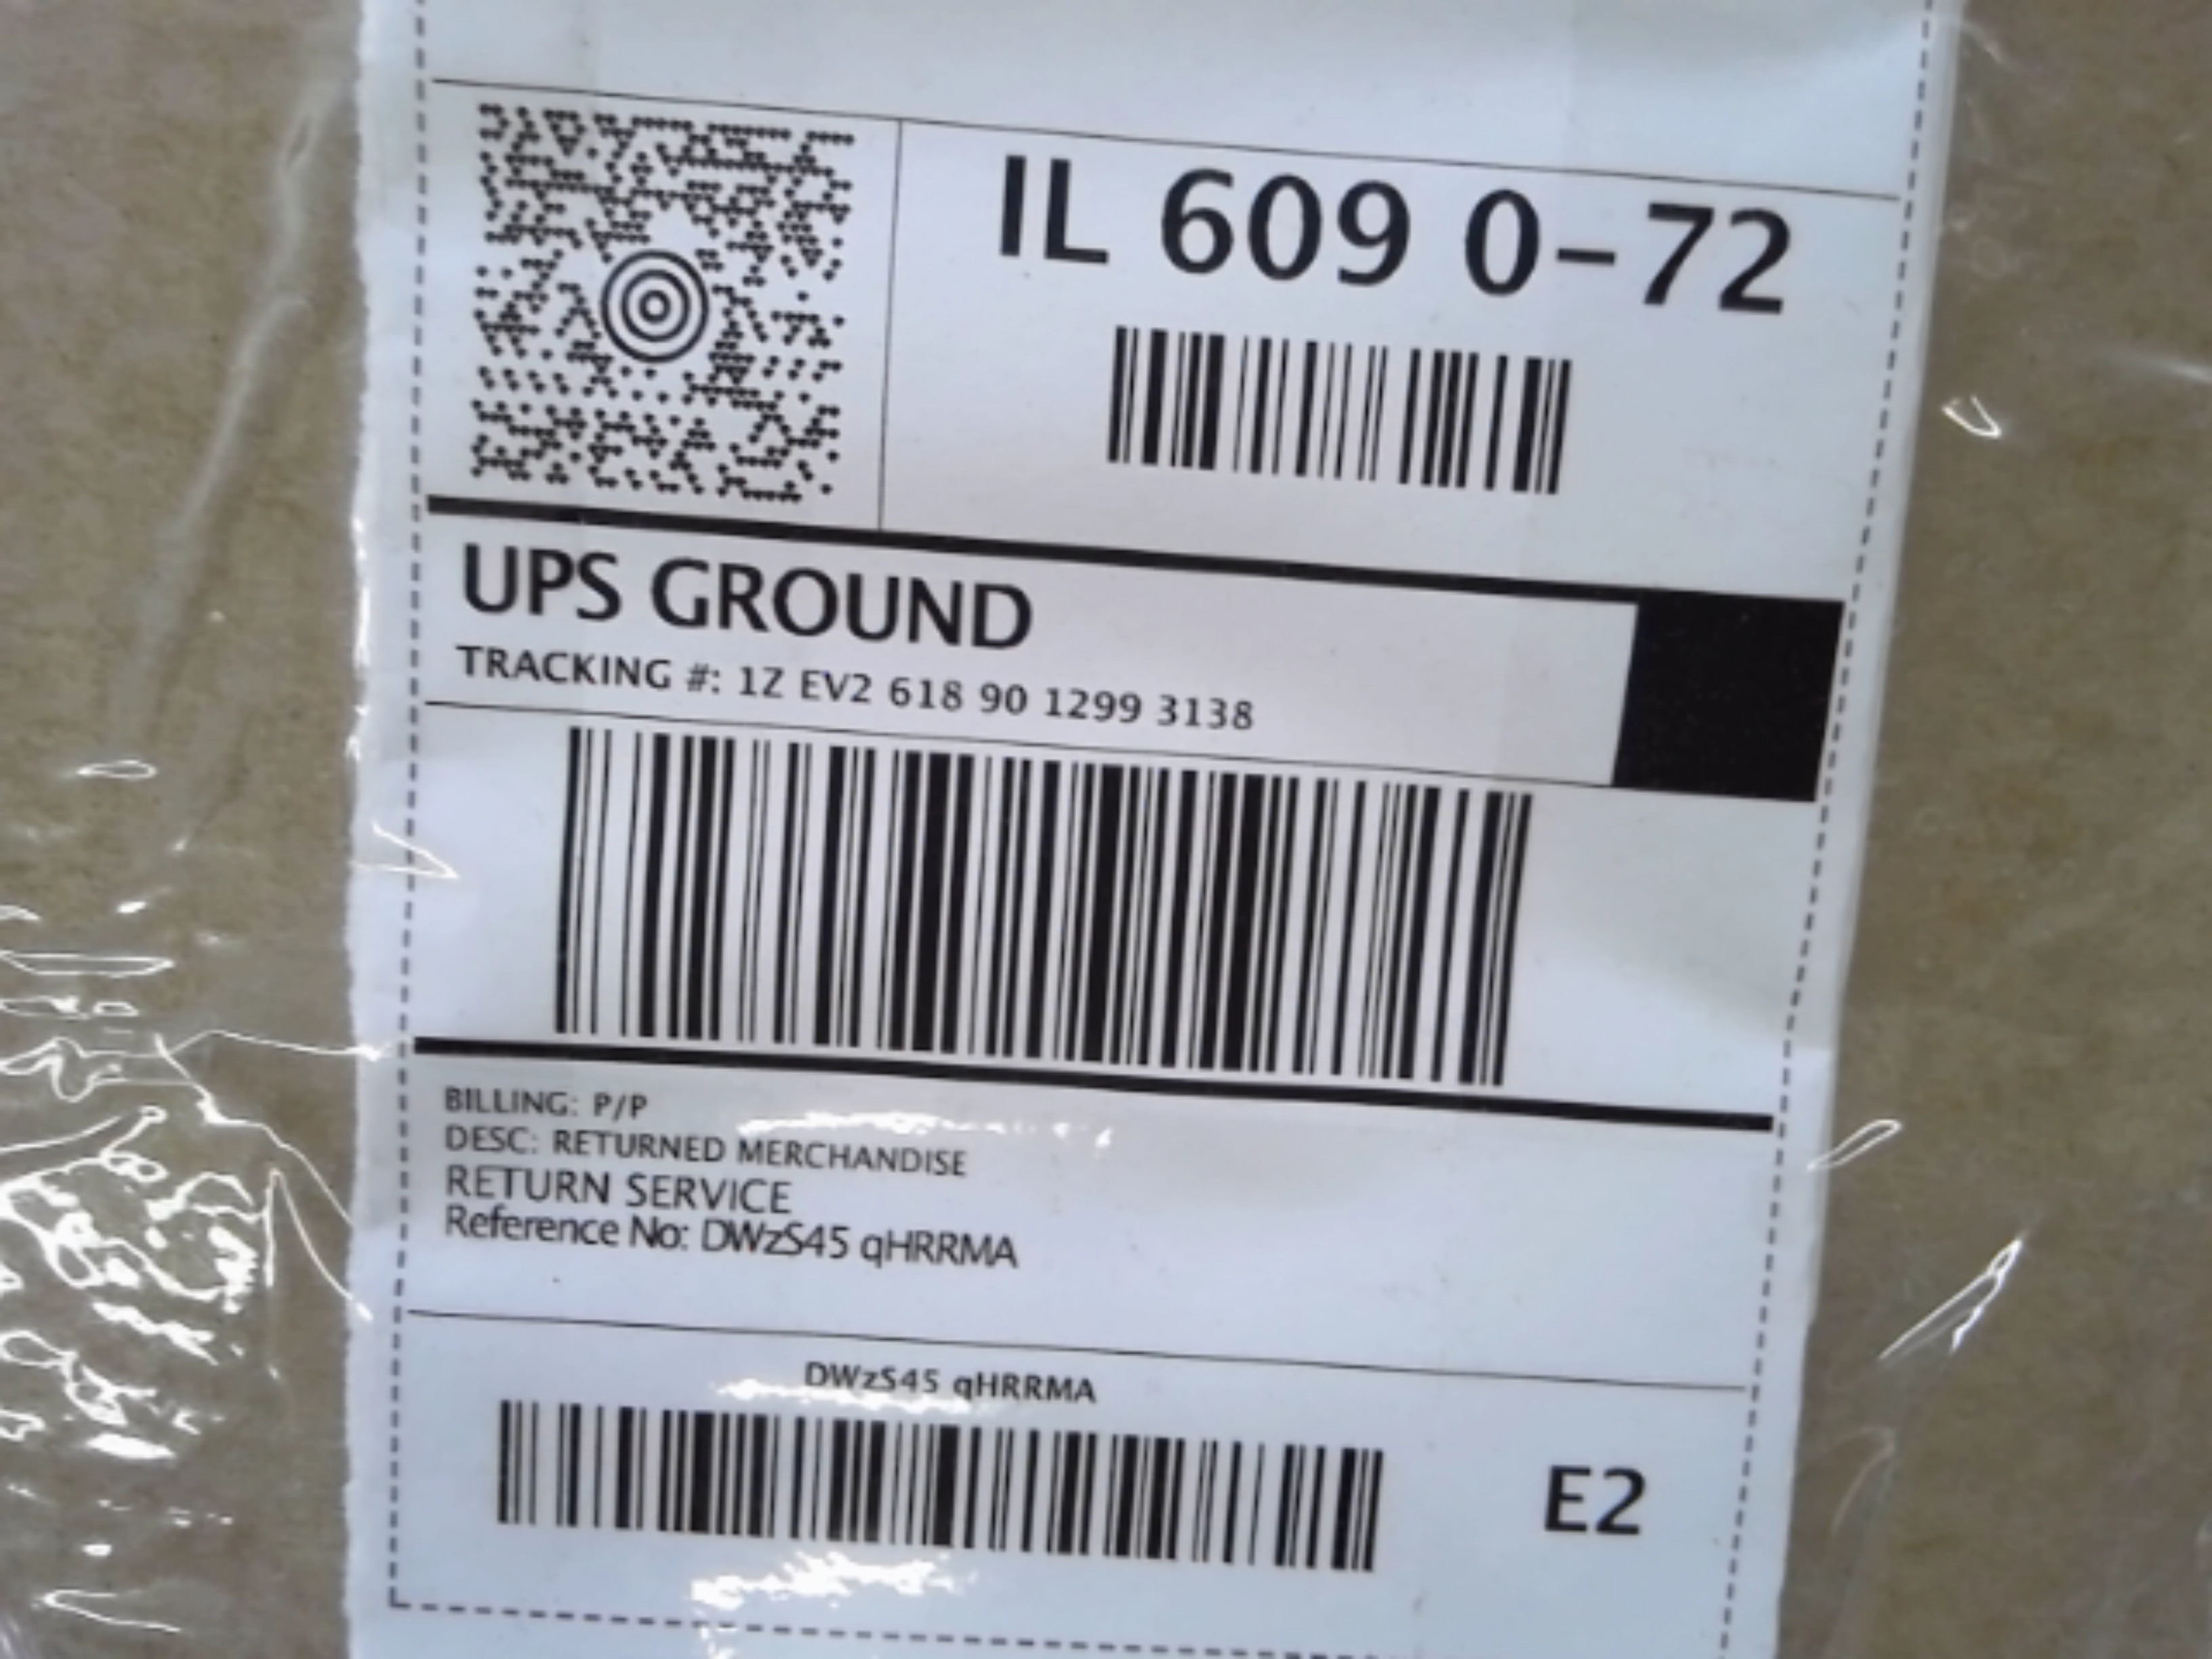 IL 609 0-72
UPS GROUND
TRACKING #: 1Z EV2 618 90 1299 3138
BILLING: P/P
DESC: RETURNED MERCHANDISE
RETURN SERVICE
Reference No: DWzS45 qHRRMA
DWzS45 qHRRMA
E2